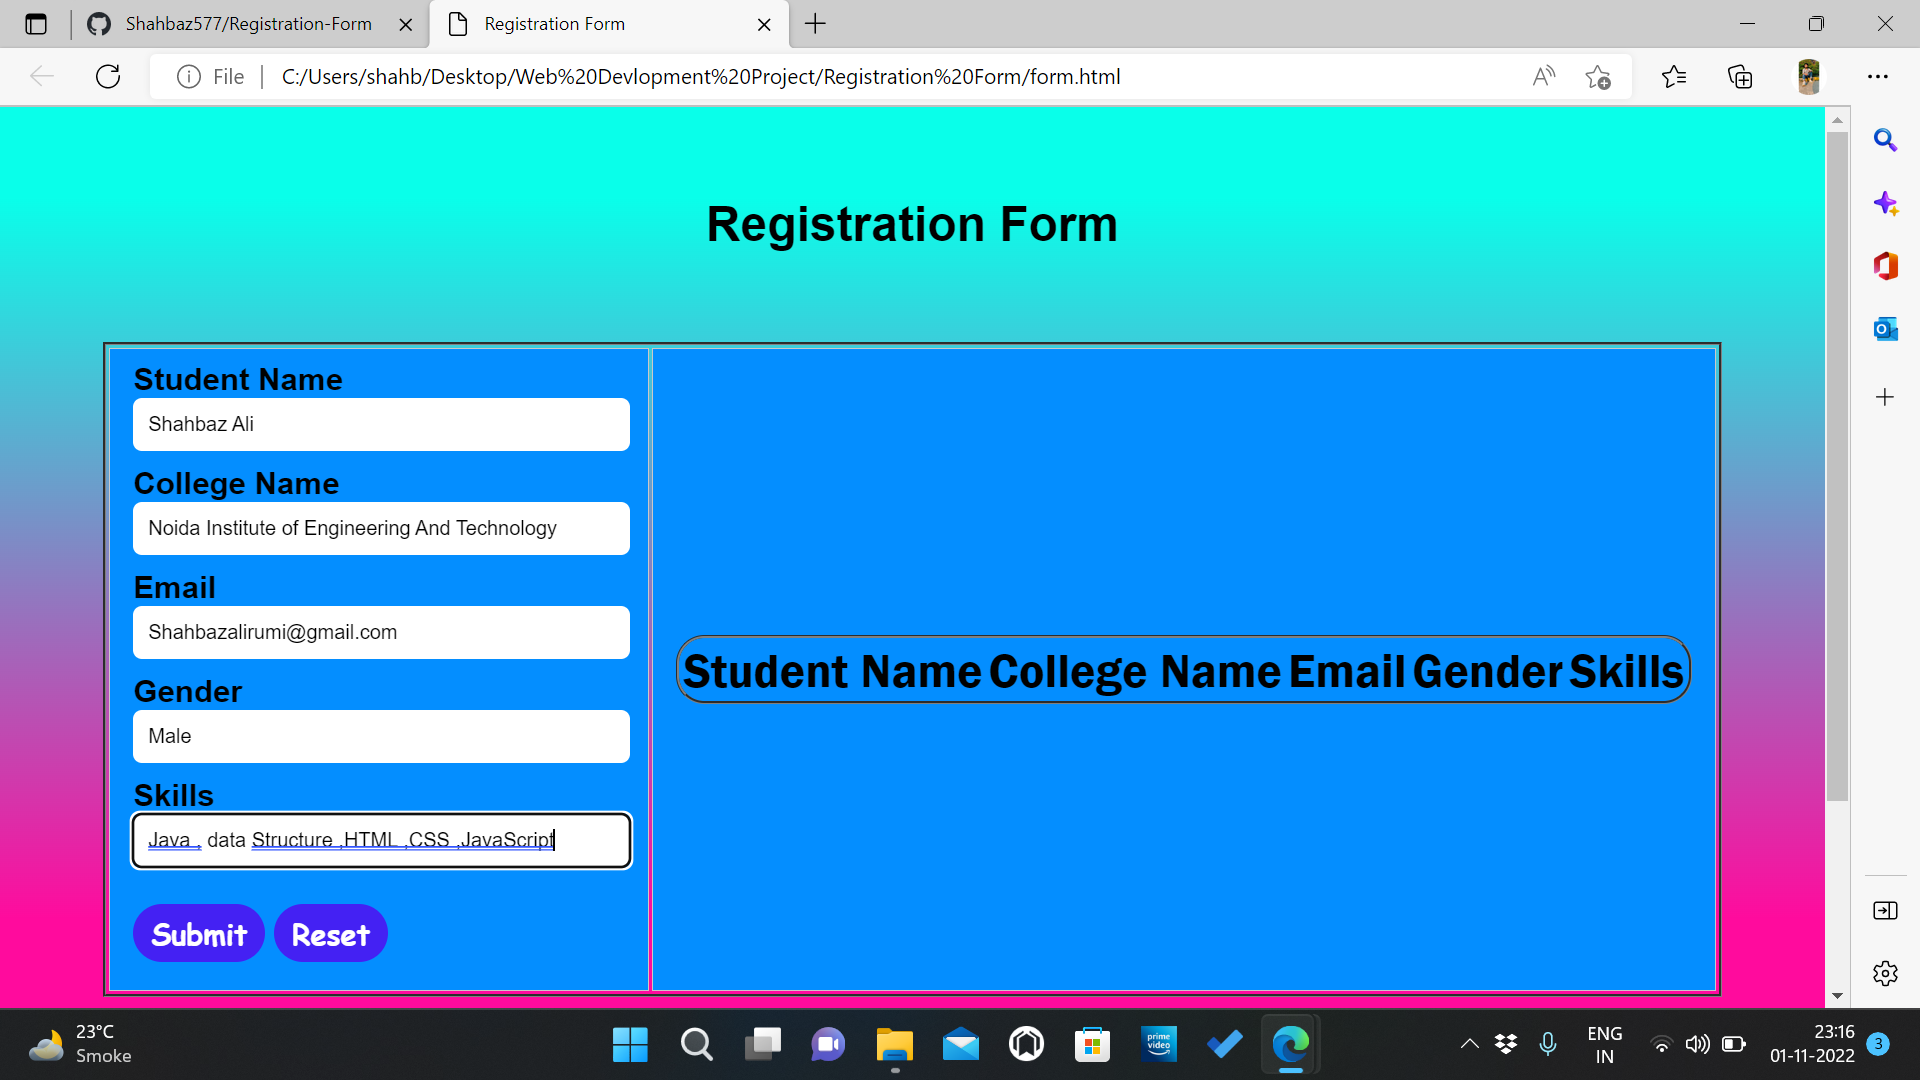 Shahbaz577/Registration-Form
Registration Form
File
C:/Users/shahb/Desktop/Web%20Devlopment%20Project/Registration%20Form/form.html
Registration Form
Student Name
Shahbaz Ali
College Name
Noida Institute of Engineering And Technology
Email
Shahbazalirumi@gmail.com
Gender
Male
Skills
Java , data Structure ,HTML ,CSS ,JavaScript
Submit Reset
Student Name College Name Email Gender Skills
23°C
Smoke
prime video
ENG
IN
23:16
01-11-2022
3